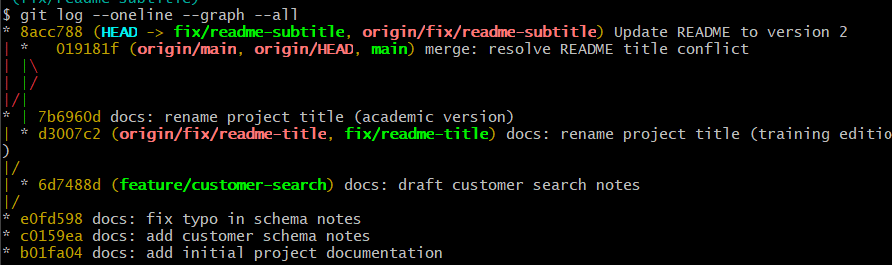 (fix/readme-subtitle)
$ git log --oneline --graph --all
* 8acc788 (HEAD -> fix/readme-subtitle, origin/fix/readme-subtitle) Update README to version 2
| *   019181f (origin/main, origin/HEAD, main) merge: resolve README title conflict
| |\
| |/
|/|
* | 7b6960d docs: rename project title (academic version)
| * d3007c2 (origin/fix/readme-title, fix/readme-title) docs: rename project title (training editio
)
|/
| * 6d7488d (feature/customer-search) docs: draft customer search notes
|/
* e0fd598 docs: fix typo in schema notes
* c0159ea docs: add customer schema notes
* b01fa04 docs: add initial project documentation